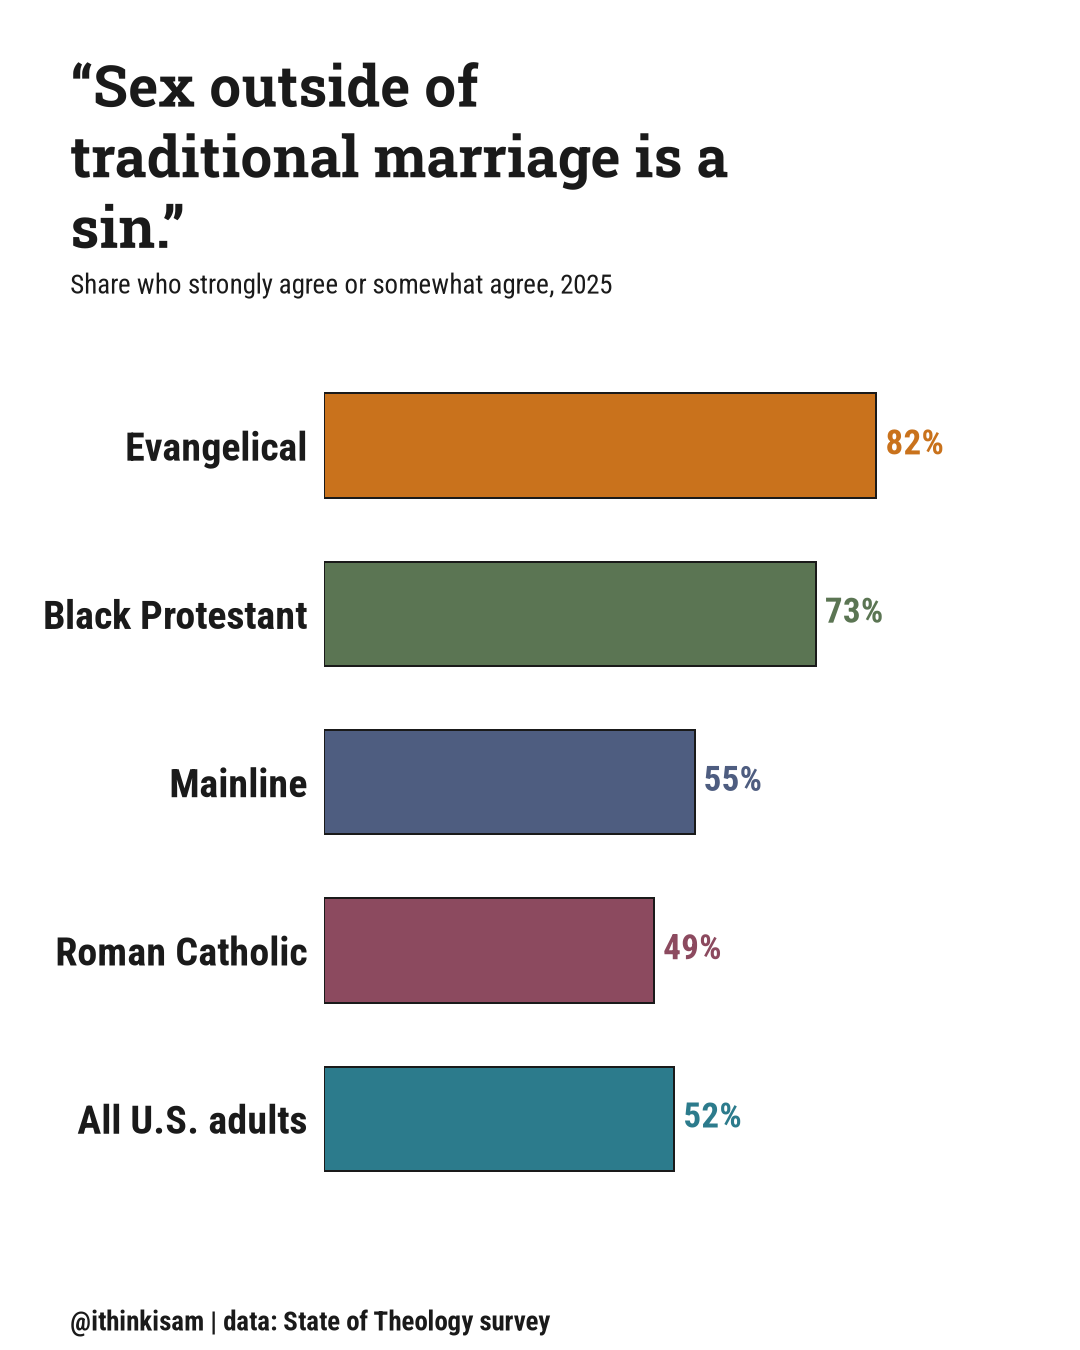 “Sex outside of
traditional marriage is a
sin.”
Share who strongly agree or somewhat agree, 2025
Evangelical 82%
Black Protestant 73%
Mainline 55%
Roman Catholic 49%
All U.S. adults 52%
@ithinkisam | data: State of Theology survey